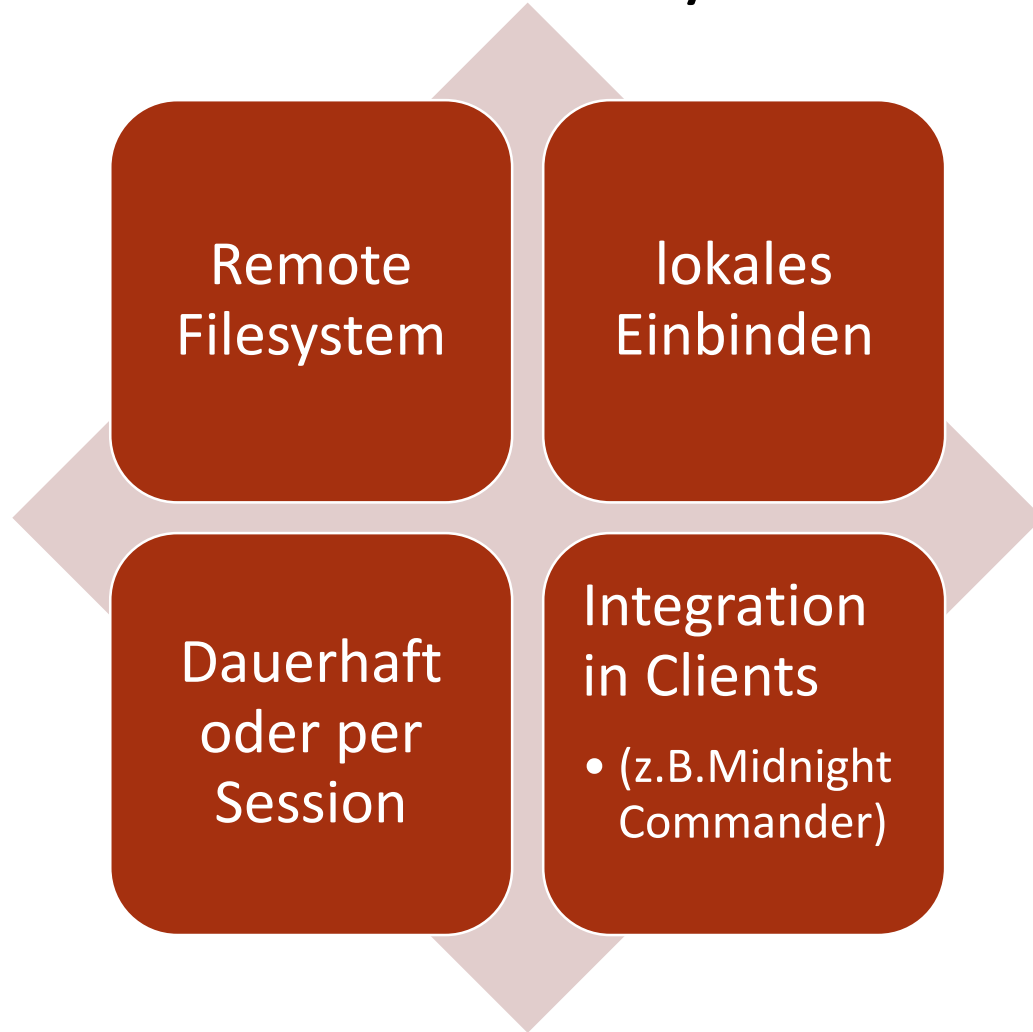 Remote
Filesystem
lokales
Einbinden
Dauerhaft
oder per
Session
Integration
in Clients
• (z.B.Midnight
Commander)